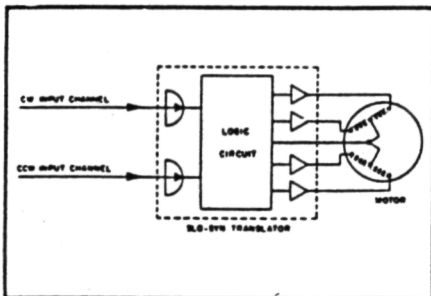 CW INPUT CHANNEL
CCW INPUT CHANNEL
LOGIC
CIRCUIT
MOTOR
SLO-SYN TRANSLATOR